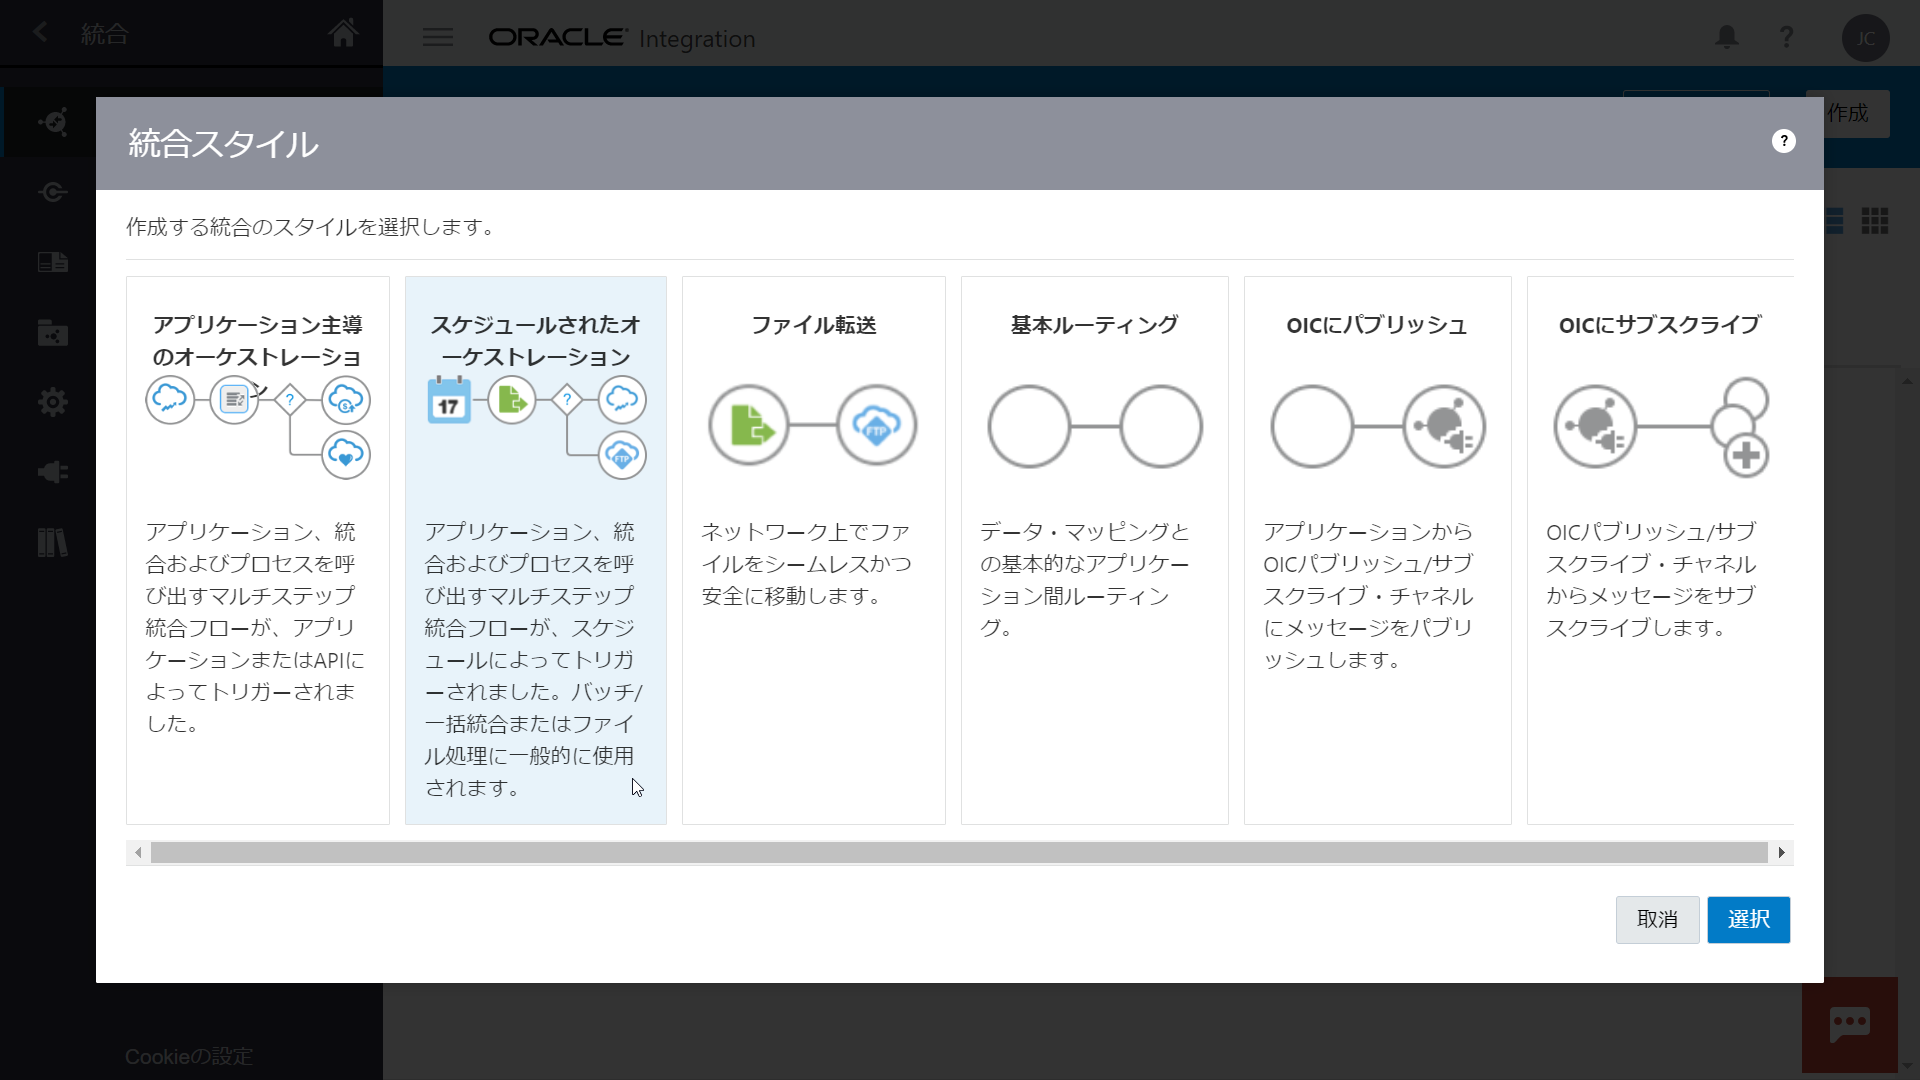 統合
ORACLE Integration
?
JC
作成
統合スタイル
?
作成する統合のスタイルを選択します。
アプリケーション主導
のオーケストレーショ
ン
?
アプリケーション、統
合およびプロセスを呼
び出すマルチステップ
統合フローが、アプリ
ケーションまたはAPIに
よってトリガーされま
した。
スケジュールされたオ
ーケストレーション
17
?
FTP
アプリケーション、統
合およびプロセスを呼
び出すマルチステップ
統合フローが、スケジ
ュールによってトリガ
ーされました。バッチ/
一括統合またはファイ
ル処理に一般的に使用
されます。
ファイル転送
FTP
ネットワーク上でファ
イルをシームレスかつ
安全に移動します。
基本ルーティング
データ・マッピングと
の基本的なアプリケー
ション間ルーティン
グ。
OICにパブリッシュ
アプリケーションから
OICパブリッシュ/サブ
スクライブ・チャネル
にメッセージをパブリ
ッシュします。
OICにサブスクライブ
OICパブリッシュ/サブ
スクライブ・チャネル
からメッセージをサブ
スクライブします。
取消
選択
Cookieの設定